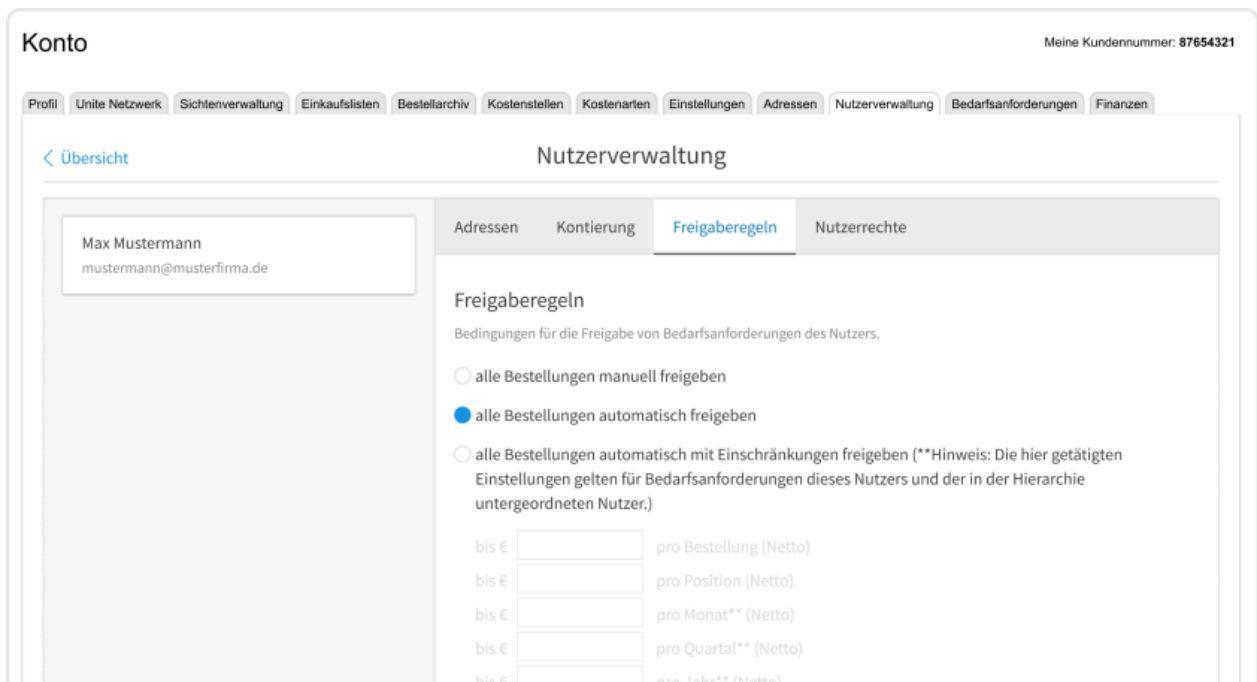 Konto
Meine Kundennummer: 87654321
Profil Unite Netzwerk Sichtenverwaltung Einkaufslisten Bestellarchiv Kostenstellen Kostenarten Einstellungen Adressen Nutzerverwaltung Bedarfsanforderungen Finanzen
Übersicht
Nutzerverwaltung
Max Mustermann
mustermann@musterfirma.de
Adressen Kontierung Freigaberegeln Nutzerrechte
Freigaberegeln
Bedingungen für die Freigabe von Bedarfsanforderungen des Nutzers.
alle Bestellungen manuell freigeben
alle Bestellungen automatisch freigeben
alle Bestellungen automatisch mit Einschränkungen freigeben (**Hinweis: Die hier getätigten
Einstellungen gelten für Bedarfsanforderungen dieses Nutzers und der in der Hierarchie
untergeordneten Nutzer.)
bis € pro Bestellung (Netto)
bis € pro Position (Netto)
bis € pro Monat** (Netto)
bis € pro Quartal** (Netto)
bis € pro Jahr** (Netto)